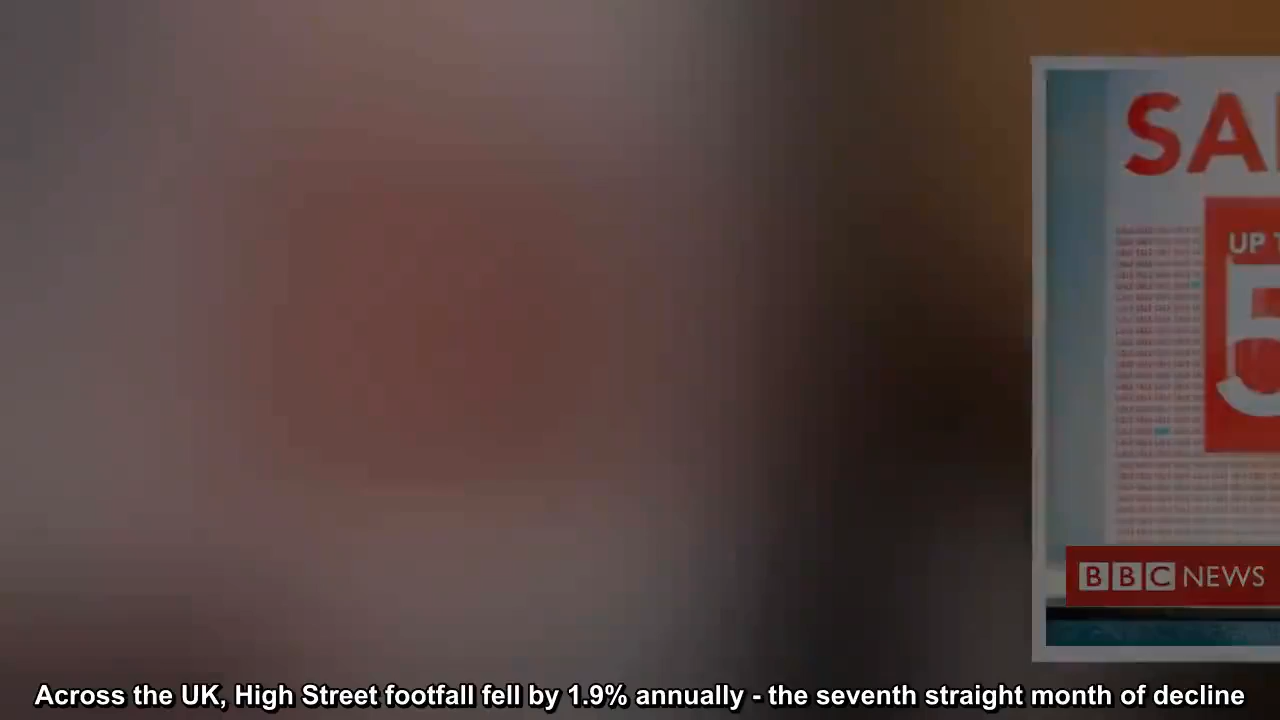 SA
UP T
5
BBC NEWS
Across the UK, High Street footfall fell by 1.9% annually - the seventh straight month of decline